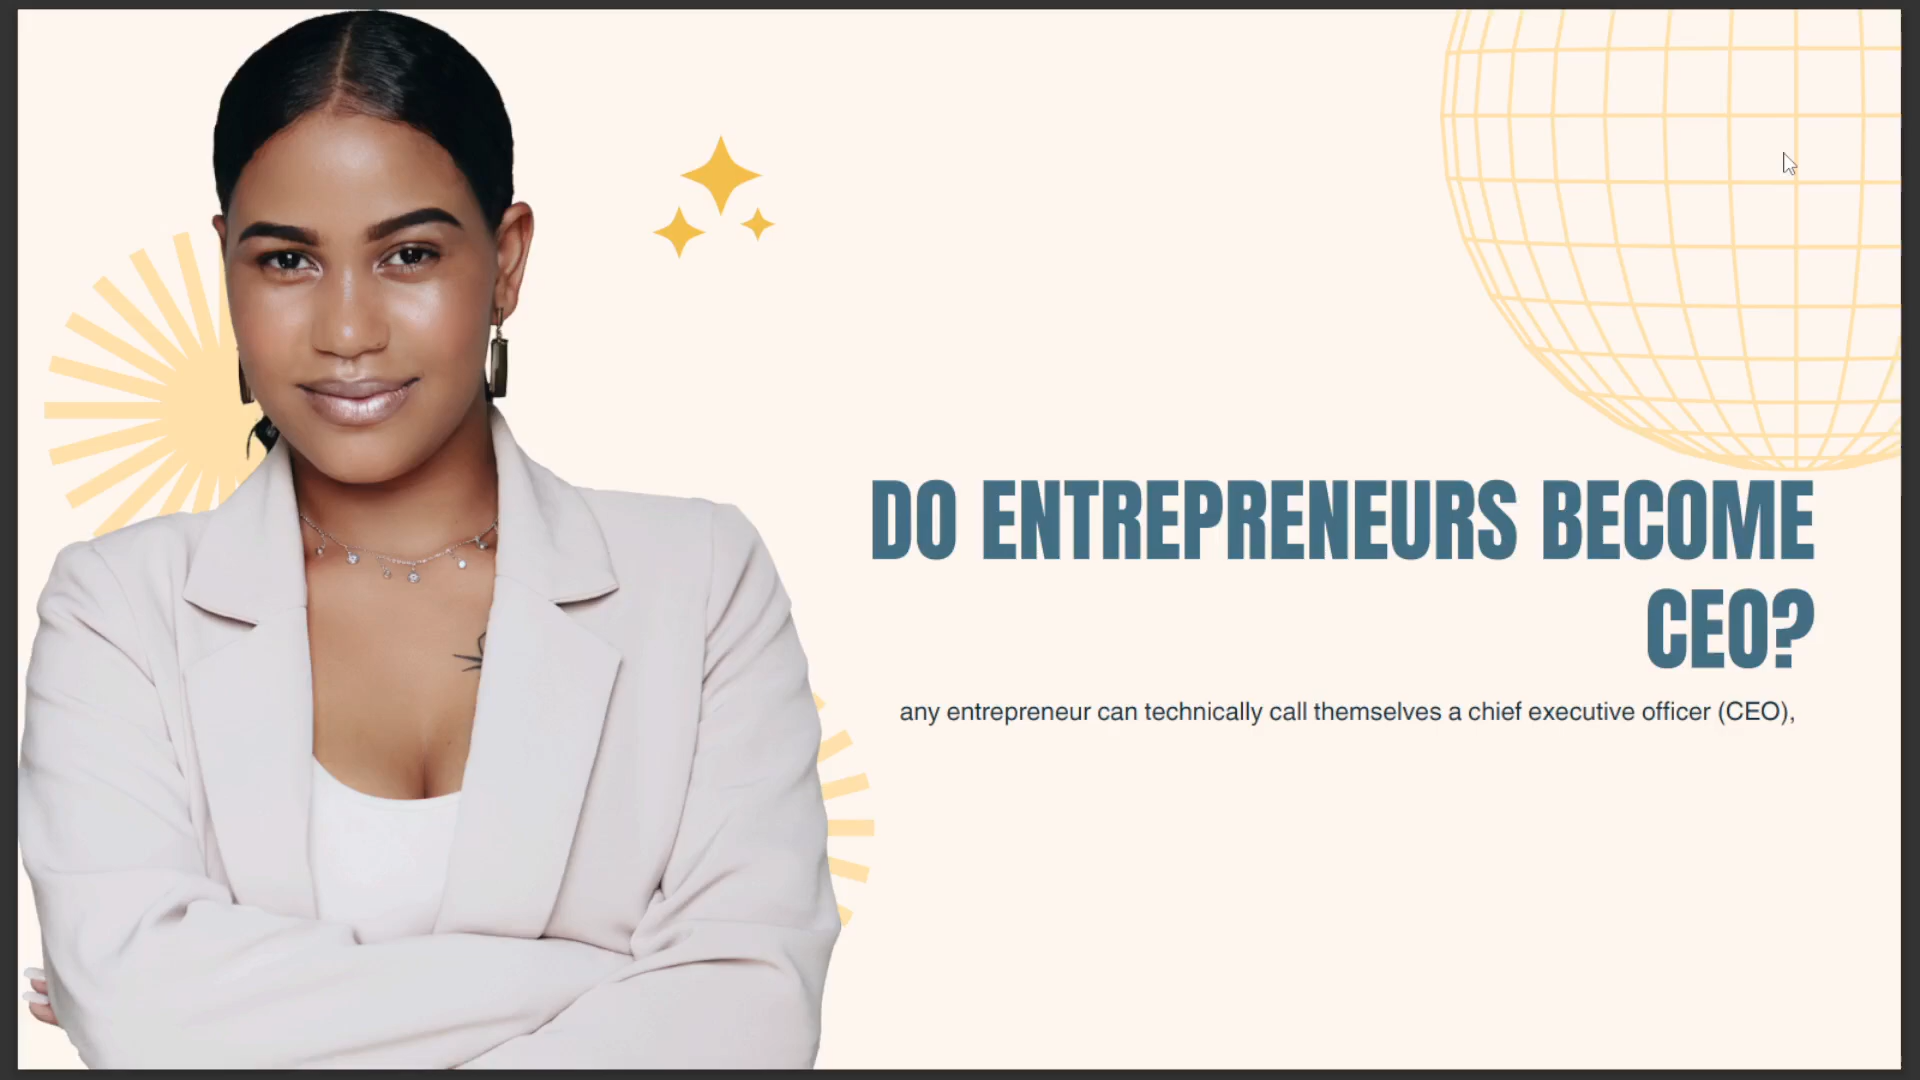 DO ENTREPRENEURS BECOME
CEO?
any entrepreneur can technically call themselves a chief executive officer (CEO),